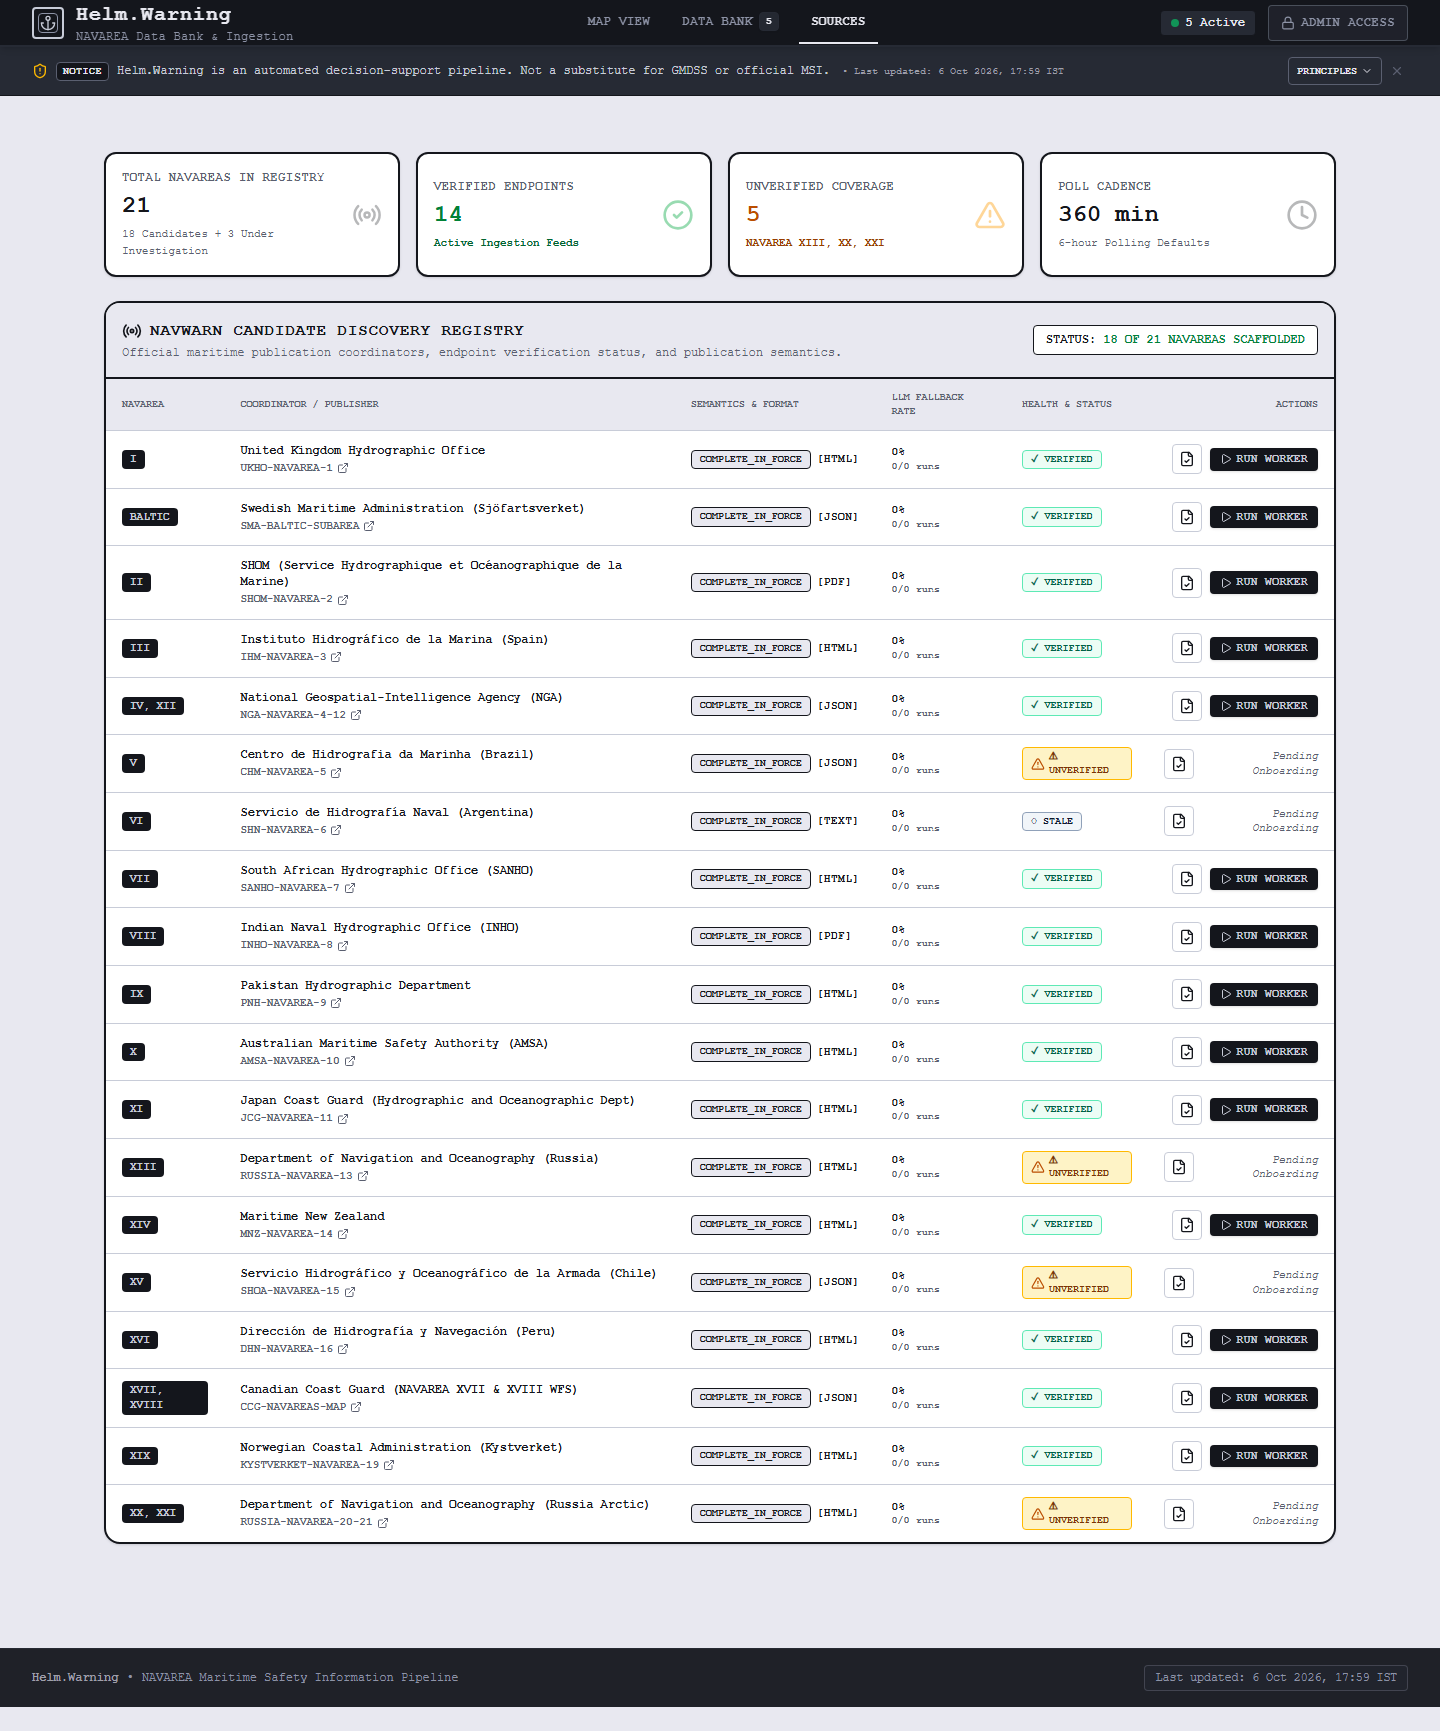 Helm.Warning
NAVAREA Data Bank & Ingestion
MAP VIEW
DATA BANK 5
SOURCES
5 Active
ADMIN ACCESS
NOTICE Helm.Warning is an automated decision-support pipeline. Not a substitute for GMDSS or official MSI. • Last updated: 6 Oct 2026, 17:59 IST
PRINCIPLES
TOTAL NAVAREAS IN REGISTRY
21
18 Candidates + 3 Under
Investigation
VERIFIED ENDPOINTS
14
Active Ingestion Feeds
UNVERIFIED COVERAGE
5
NAVAREA XIII, XX, XXI
POLL CADENCE
360 min
6-hour Polling Defaults
NAVWARN CANDIDATE DISCOVERY REGISTRY
Official maritime publication coordinators, endpoint verification status, and publication semantics.
STATUS: 18 OF 21 NAVAREAS SCAFFOLDED
NAVAREA
COORDINATOR / PUBLISHER
SEMANTICS & FORMAT
LLM FALLBACK
RATE
HEALTH & STATUS
ACTIONS
I
United Kingdom Hydrographic Office
UKHO-NAVAREA-1
COMPLETE_IN_FORCE [HTML]
0%
0/0 runs
✓ VERIFIED
RUN WORKER
BALTIC
Swedish Maritime Administration (Sjöfartsverket)
SMA-BALTIC-SUBAREA
COMPLETE_IN_FORCE [JSON]
0%
0/0 runs
✓ VERIFIED
RUN WORKER
II
SHOM (Service Hydrographique et Océanographique de la
Marine)
SHOM-NAVAREA-2
COMPLETE_IN_FORCE [PDF]
0%
0/0 runs
✓ VERIFIED
RUN WORKER
III
Instituto Hidrográfico de la Marina (Spain)
IHM-NAVAREA-3
COMPLETE_IN_FORCE [HTML]
0%
0/0 runs
✓ VERIFIED
RUN WORKER
IV, XII
National Geospatial-Intelligence Agency (NGA)
NGA-NAVAREA-4-12
COMPLETE_IN_FORCE [JSON]
0%
0/0 runs
✓ VERIFIED
RUN WORKER
V
Centro de Hidrografia da Marinha (Brazil)
CHM-NAVAREA-5
COMPLETE_IN_FORCE [JSON]
0%
0/0 runs
⚠
UNVERIFIED
Pending
Onboarding
VI
Servicio de Hidrografía Naval (Argentina)
SHN-NAVAREA-6
COMPLETE_IN_FORCE [TEXT]
0%
0/0 runs
○ STALE
Pending
Onboarding
VII
South African Hydrographic Office (SANHO)
SANHO-NAVAREA-7
COMPLETE_IN_FORCE [HTML]
0%
0/0 runs
✓ VERIFIED
RUN WORKER
VIII
Indian Naval Hydrographic Office (INHO)
INHO-NAVAREA-8
COMPLETE_IN_FORCE [PDF]
0%
0/0 runs
✓ VERIFIED
RUN WORKER
IX
Pakistan Hydrographic Department
PNH-NAVAREA-9
COMPLETE_IN_FORCE [HTML]
0%
0/0 runs
✓ VERIFIED
RUN WORKER
X
Australian Maritime Safety Authority (AMSA)
AMSA-NAVAREA-10
COMPLETE_IN_FORCE [HTML]
0%
0/0 runs
✓ VERIFIED
RUN WORKER
XI
Japan Coast Guard (Hydrographic and Oceanographic Dept)
JCG-NAVAREA-11
COMPLETE_IN_FORCE [HTML]
0%
0/0 runs
✓ VERIFIED
RUN WORKER
XIII
Department of Navigation and Oceanography (Russia)
RUSSIA-NAVAREA-13
COMPLETE_IN_FORCE [HTML]
0%
0/0 runs
⚠
UNVERIFIED
Pending
Onboarding
XIV
Maritime New Zealand
MNZ-NAVAREA-14
COMPLETE_IN_FORCE [HTML]
0%
0/0 runs
✓ VERIFIED
RUN WORKER
XV
Servicio Hidrográfico y Oceanográfico de la Armada (Chile)
SHOA-NAVAREA-15
COMPLETE_IN_FORCE [JSON]
0%
0/0 runs
⚠
UNVERIFIED
Pending
Onboarding
XVI
Dirección de Hidrografía y Navegación (Peru)
DHN-NAVAREA-16
COMPLETE_IN_FORCE [HTML]
0%
0/0 runs
✓ VERIFIED
RUN WORKER
XVII,
XVIII
Canadian Coast Guard (NAVAREA XVII & XVIII WFS)
CCG-NAVAREAS-MAP
COMPLETE_IN_FORCE [JSON]
0%
0/0 runs
✓ VERIFIED
RUN WORKER
XIX
Norwegian Coastal Administration (Kystverket)
KYSTVERKET-NAVAREA-19
COMPLETE_IN_FORCE [HTML]
0%
0/0 runs
✓ VERIFIED
RUN WORKER
XX, XXI
Department of Navigation and Oceanography (Russia Arctic)
RUSSIA-NAVAREA-20-21
COMPLETE_IN_FORCE [HTML]
0%
0/0 runs
⚠
UNVERIFIED
Pending
Onboarding
Helm.Warning • NAVAREA Maritime Safety Information Pipeline
Last updated: 6 Oct 2026, 17:59 IST